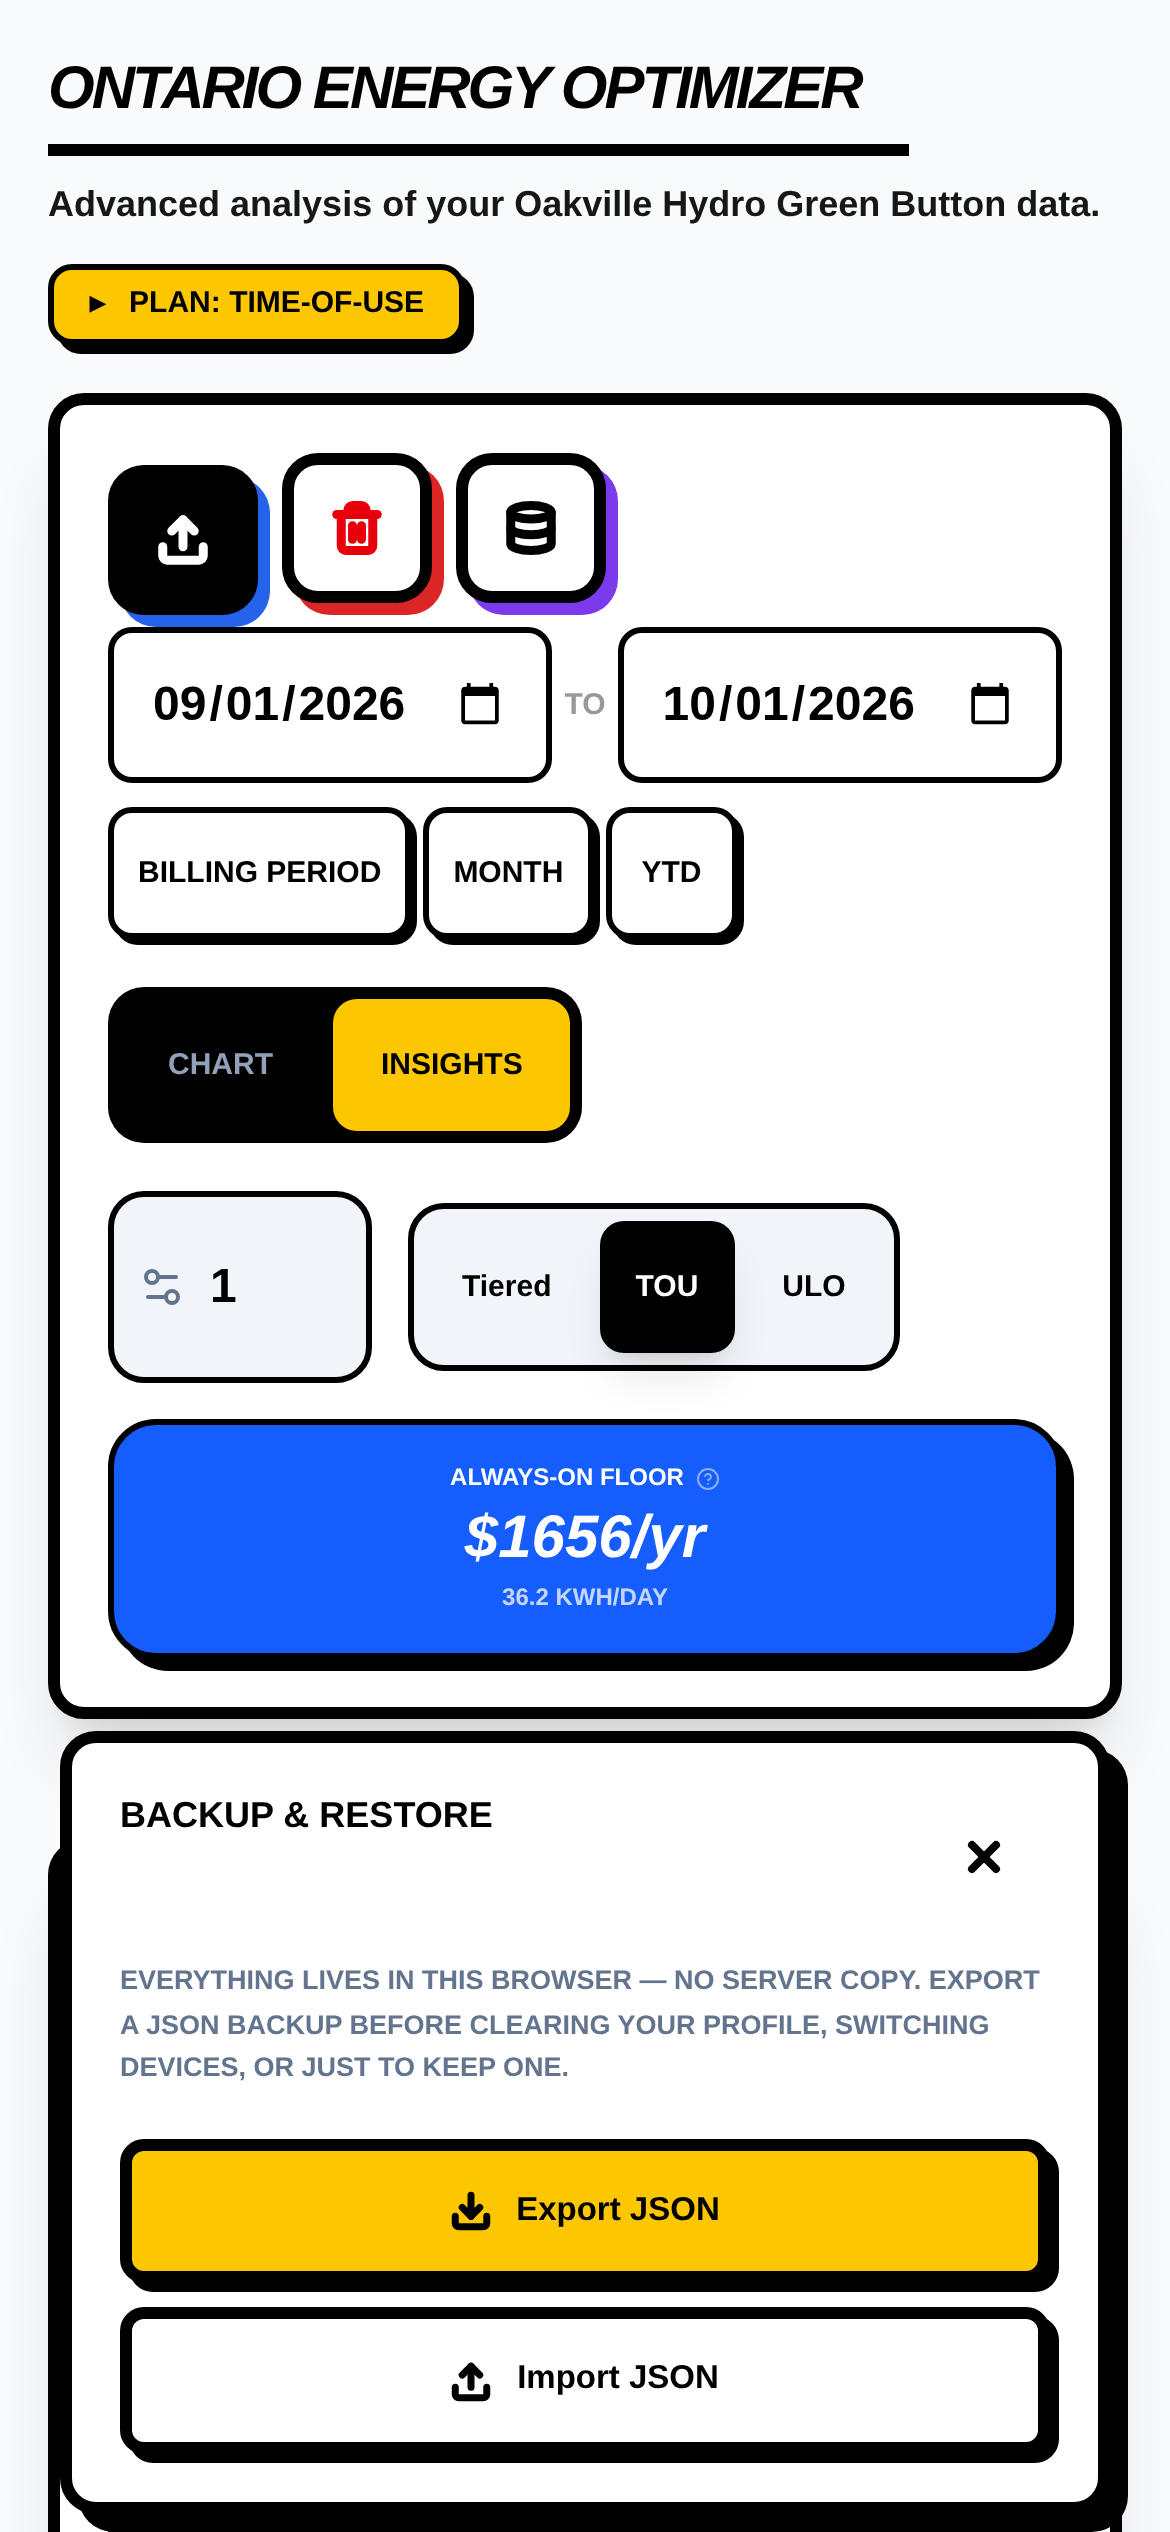 ONTARIO ENERGY OPTIMIZER
Advanced analysis of your Oakville Hydro Green Button data.
► PLAN: TIME-OF-USE
09/01/2026 TO 10/01/2026
BILLING PERIOD MONTH YTD
CHART INSIGHTS
1 Tiered TOU ULO
ALWAYS-ON FLOOR ?
$1656/yr
36.2 KWH/DAY
BACKUP & RESTORE
EVERYTHING LIVES IN THIS BROWSER — NO SERVER COPY. EXPORT
A JSON BACKUP BEFORE CLEARING YOUR PROFILE, SWITCHING
DEVICES, OR JUST TO KEEP ONE.
Export JSON
Import JSON